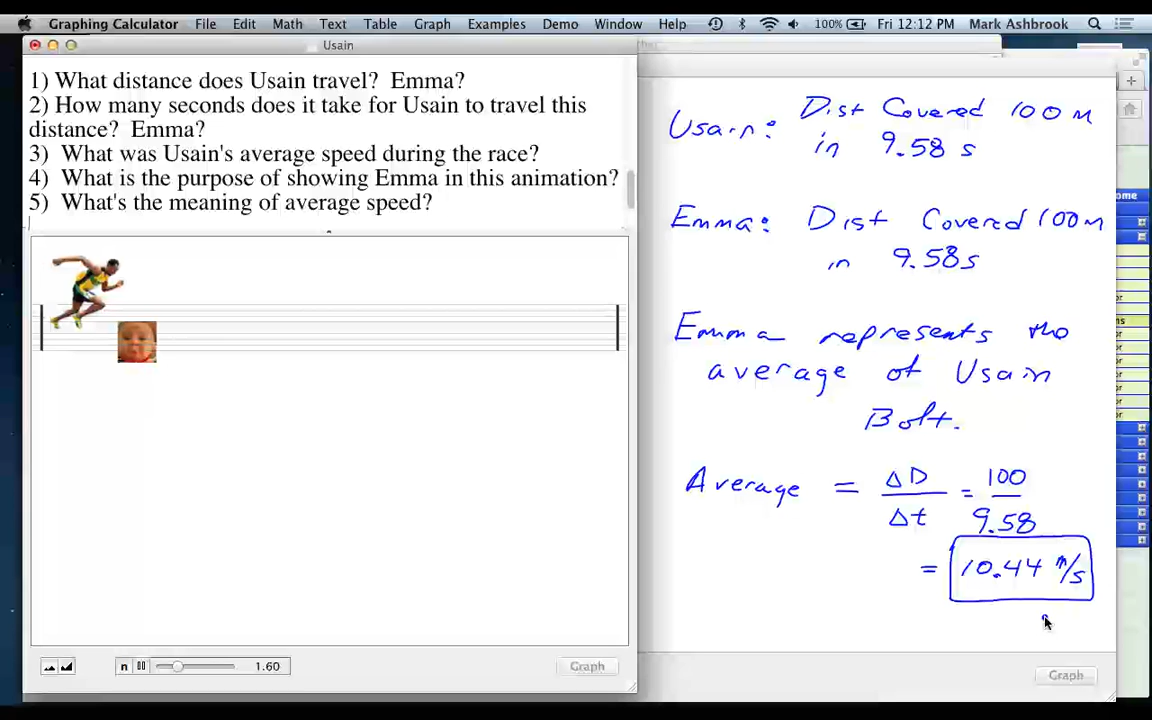 Graphing Calculator File Edit Math Text Table Graph Examples Demo Window Help 100% Fri 12:12 PM Mark Ashbrook
Usain
1) What distance does Usain travel? Emma?
2) How many seconds does it take for Usain to travel this
distance? Emma?
3) What was Usain's average speed during the race?
4) What is the purpose of showing Emma in this animation?
5) What's the meaning of average speed?
n 1.60 Graph
Usain: Dist Covered 100 M
in 9.58 s
Emma: Dist Covered 100 M
in 9.58 s
Emma represents the
average of Usain
Bolt.
Average = ΔD/Δt = 100/9.58
= 10.44 m/s
Graph
ome